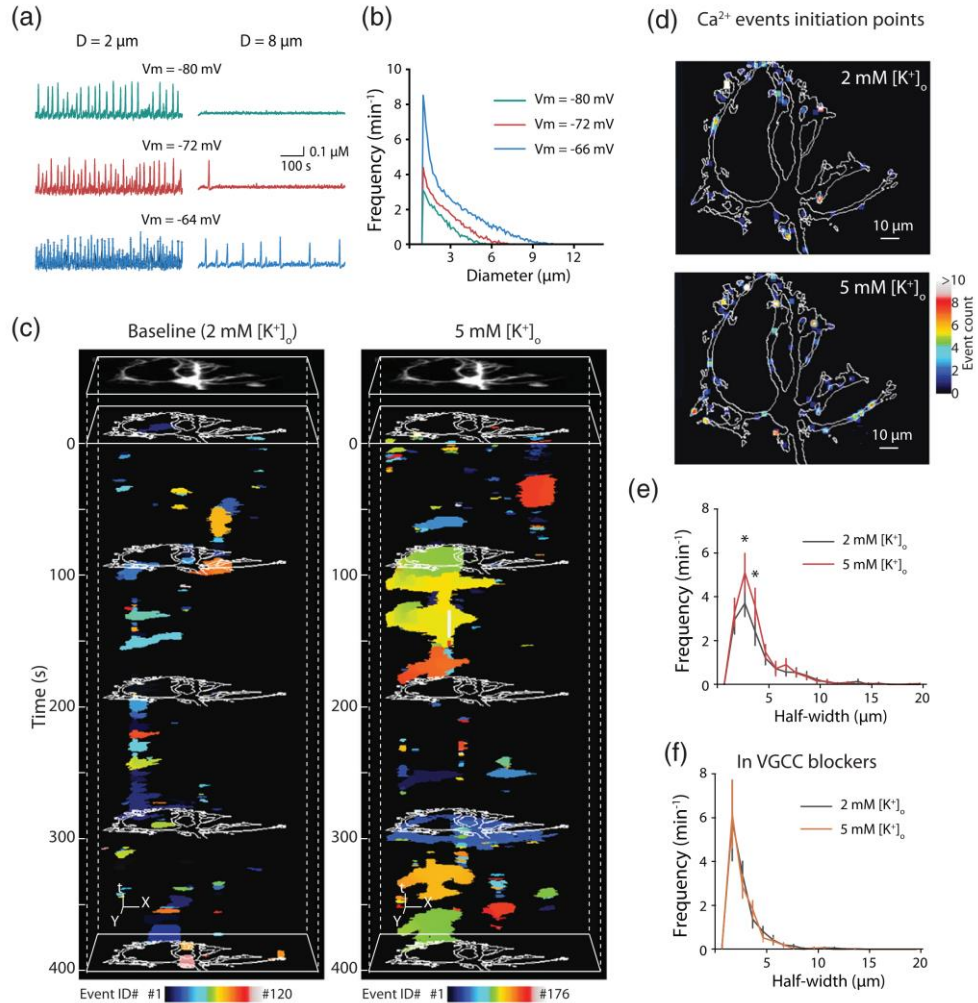 (a)
D = 2 μm D = 8 μm
Vm = -80 mV
Vm = -72 mV
0.1 μM
100 s
Vm = -64 mV
(b)
10
8
6
4
2
0
Frequency (min⁻¹)
Vm = -80 mV
Vm = -72 mV
Vm = -66 mV
3 6 9 12
Diameter (μm)
(c)
Baseline (2 mM [K⁺]ₒ) 5 mM [K⁺]ₒ
0
100
200
300
400
Time (s)
t
X
Y
t
X
Y
Event ID# #1 #120
Event ID# #1 #176
(d) Ca²⁺ events initiation points
2 mM [K⁺]ₒ
10 μm
5 mM [K⁺]ₒ
10 μm
>10
8
6
4
2
0
Event count
(e)
8
6
4
2
0
Frequency (min⁻¹)
* *
2 mM [K⁺]ₒ
5 mM [K⁺]ₒ
5 10 15 20
Half-width (μm)
(f) In VGCC blockers
8
6
4
2
0
Frequency (min⁻¹)
2 mM [K⁺]ₒ
5 mM [K⁺]ₒ
5 10 15 20
Half-width (μm)